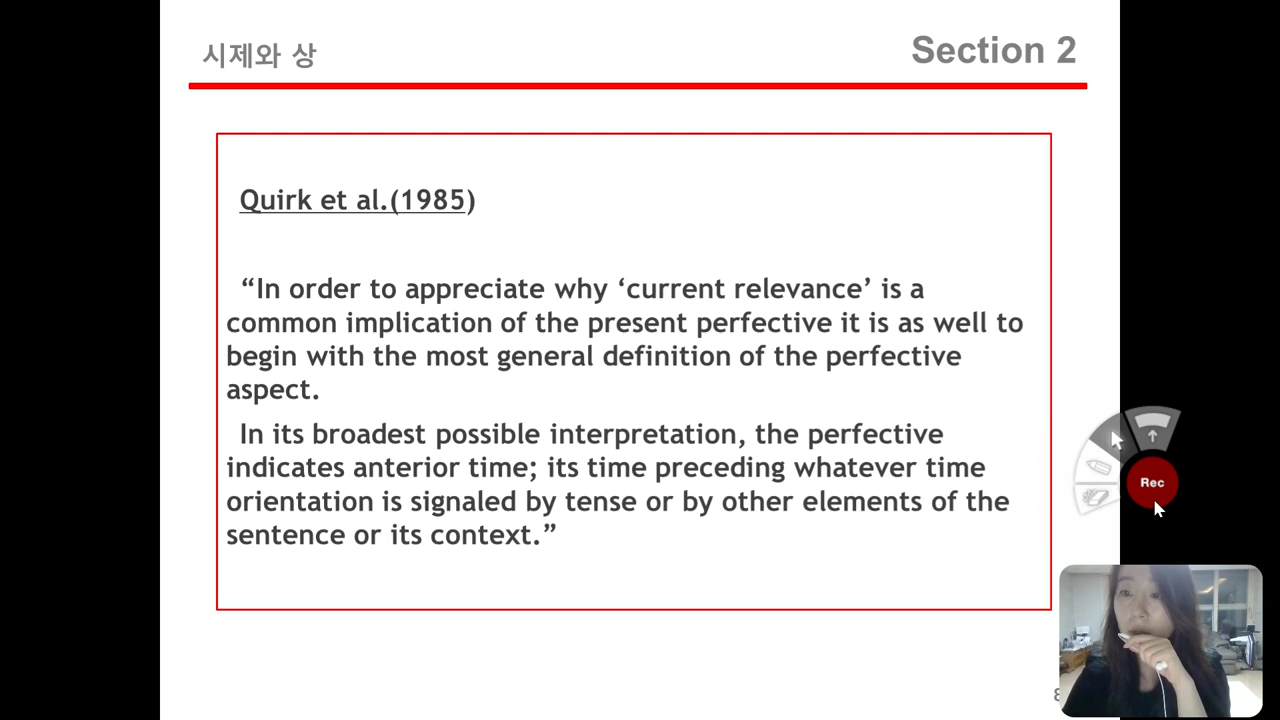 시제와 상
Section 2
Quirk et al.(1985)
“In order to appreciate why ‘current relevance’ is a
common implication of the present perfective it is as well to
begin with the most general definition of the perfective
aspect.
In its broadest possible interpretation, the perfective
indicates anterior time; its time preceding whatever time
orientation is signaled by tense or by other elements of the
sentence or its context.”
Rec